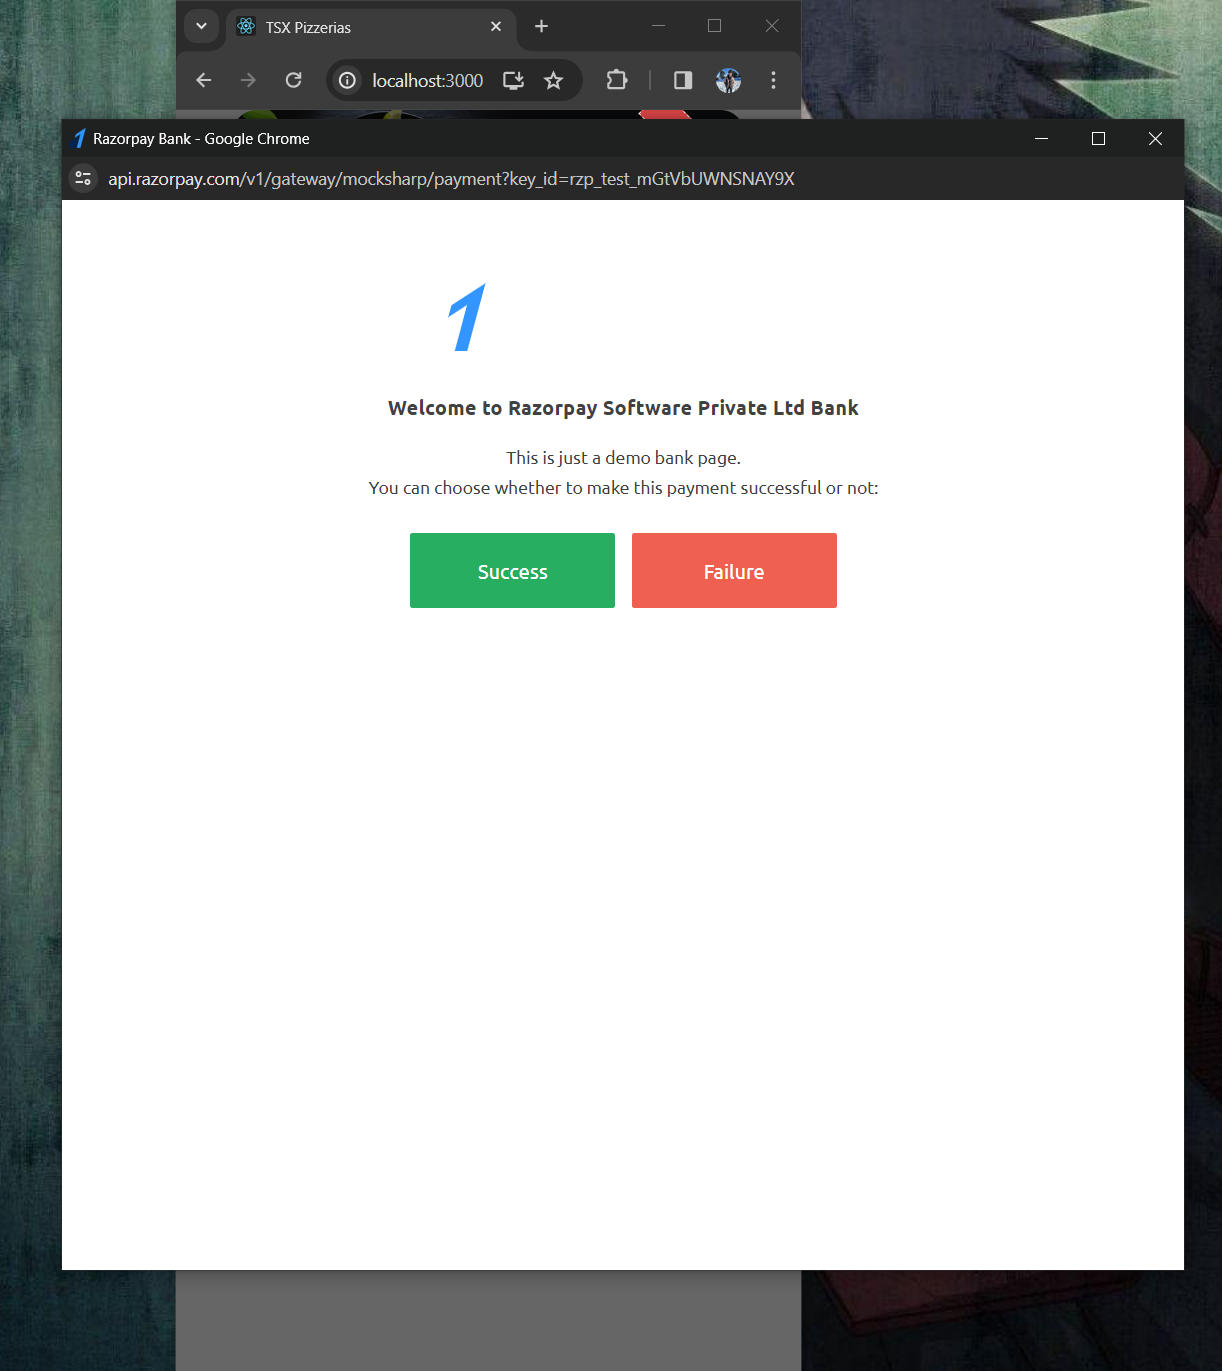 TSX Pizzerias
localhost:3000
Razorpay Bank - Google Chrome
api.razorpay.com/v1/gateway/mocksharp/payment?key_id=rzp_test_mGtVbUWNSNAY9X
Welcome to Razorpay Software Private Ltd Bank
This is just a demo bank page.
You can choose whether to make this payment successful or not:
Success
Failure